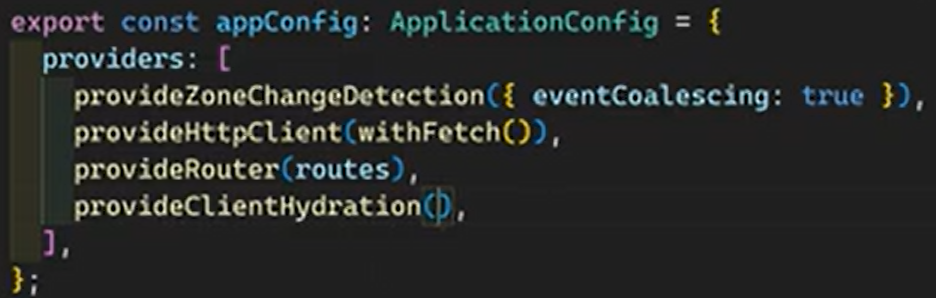 export const appConfig: ApplicationConfig = {
  providers: [
    provideZoneChangeDetection({ eventCoalescing: true }),
    provideHttpClient(withFetch()),
    provideRouter(routes),
    provideClientHydration(),
  ],
};